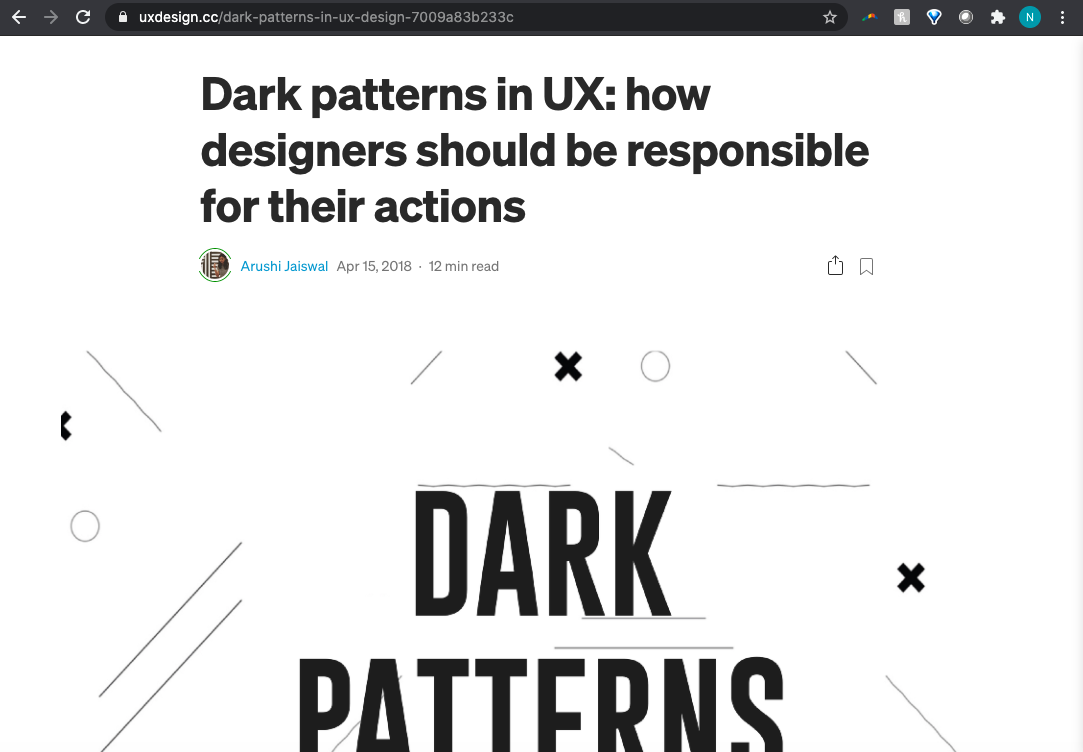 uxdesign.cc/dark-patterns-in-ux-design-7009a83b233c
N
Dark patterns in UX: how
designers should be responsible
for their actions
Arushi Jaiswal Apr 15, 2018 · 12 min read
DARK
PATTERNS